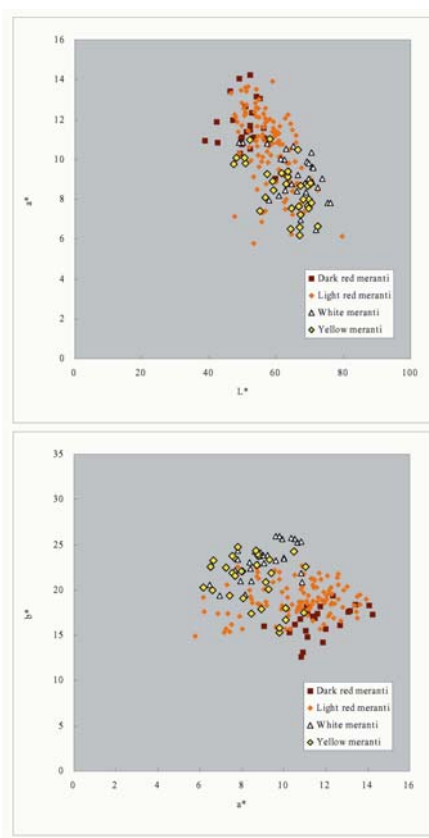 16
14
12
10
a*
8
6
4
2
0
Dark red meranti
Light red meranti
White meranti
Yellow meranti
0 20 40 60 80 100
L*
35
30
25
20
b*
15
10
5
0
Dark red meranti
Light red meranti
White meranti
Yellow meranti
0 2 4 6 8 10 12 14 16
a*